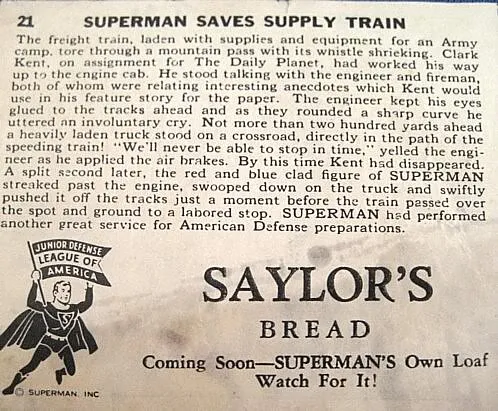 21 SUPERMAN SAVES SUPPLY TRAIN
The freight train, laden with supplies and equipment for an Army
camp, tore through a mountain pass with its whistle shrieking. Clark
Kent, on assignment for The Daily Planet, had worked his way
up to the engine cab. He stood talking with the engineer and fireman,
both of whom were relating interesting anecdotes which Kent would
use in his feature story for the paper. The engineer kept his eyes
glued to the tracks ahead and as they rounded a sharp curve he
uttered an involuntary cry. Not more than two hundred yards ahead
a heavily laden truck stood on a crossroad, directly in the path of the
speeding train! "We'll never be able to stop in time," yelled the engi-
neer as he applied the air brakes. By this time Kent had disappeared.
A split second later, the red and blue clad figure of SUPERMAN
streaked past the engine, swooped down on the truck and swiftly
pushed it off the tracks just a moment before the train passed over
the spot and ground to a labored stop. SUPERMAN had performed
another great service for American Defense preparations.
JUNIOR DEFENSE
LEAGUE OF
AMERICA
S
© SUPERMAN, INC
SAYLOR'S
BREAD
Coming Soon—SUPERMAN'S Own Loaf
Watch For It!